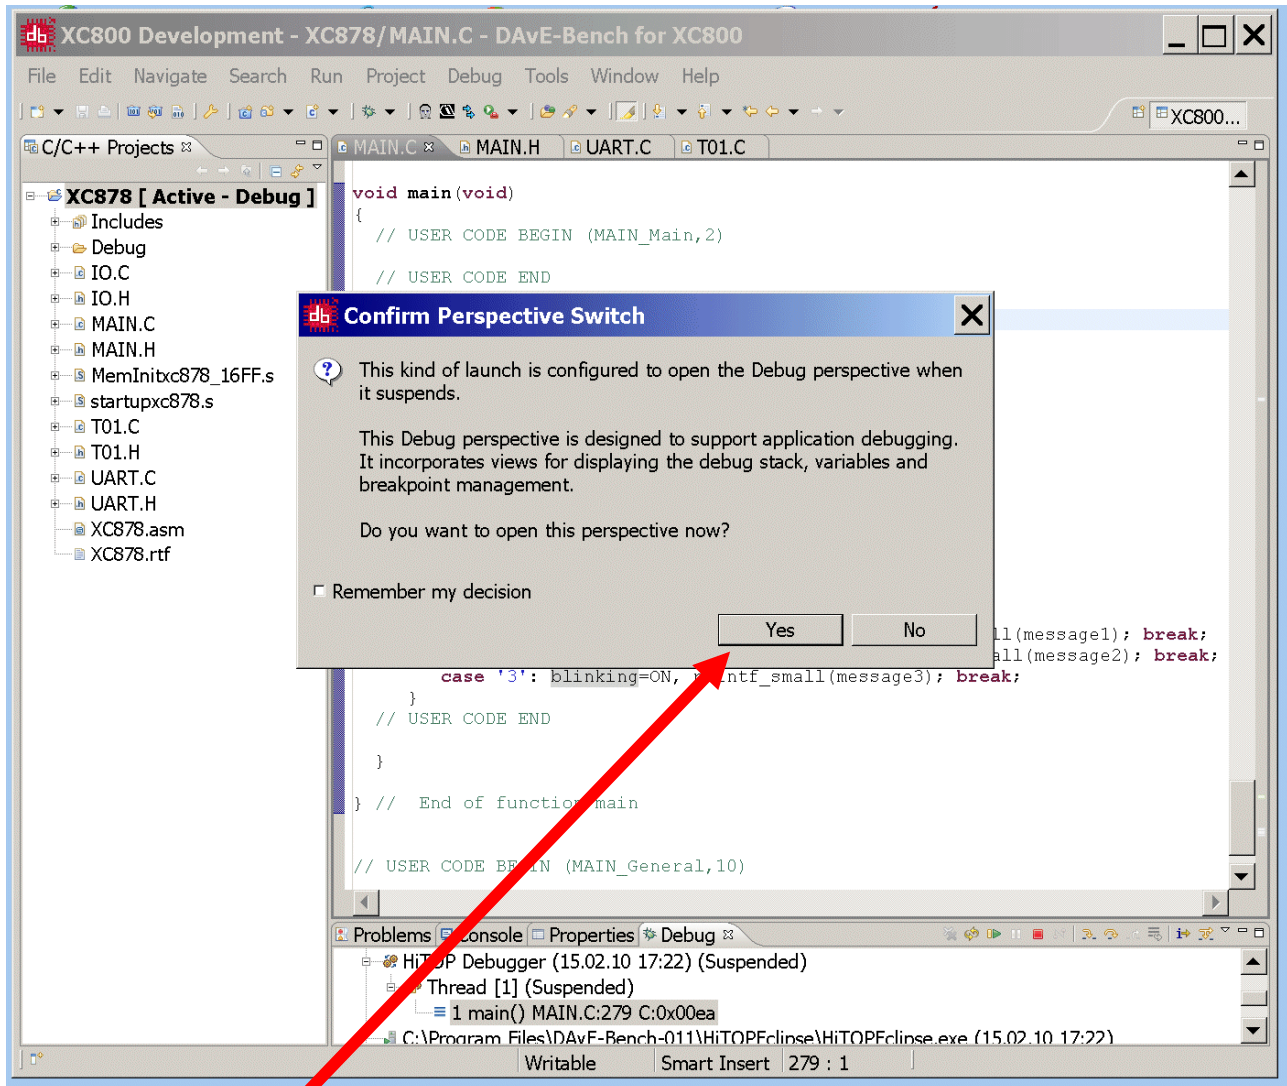 XC800 Development - XC878/MAIN.C - DAvE-Bench for XC800
File Edit Navigate Search Run Project Debug Tools Window Help
XC800...
C/C++ Projects
MAIN.C MAIN.H UART.C T01.C
XC878 [ Active - Debug ]
Includes
Debug
IO.C
IO.H
MAIN.C
MAIN.H
MemInitxc878_16FF.s
startupxc878.s
T01.C
T01.H
UART.C
UART.H
XC878.asm
XC878.rtf
void main(void)
{
// USER CODE BEGIN (MAIN_Main,2)
// USER CODE END
Confirm Perspective Switch
This kind of launch is configured to open the Debug perspective when
it suspends.
This Debug perspective is designed to support application debugging.
It incorporates views for displaying the debug stack, variables and
breakpoint management.
Do you want to open this perspective now?
Remember my decision
Yes No
ll(message1); break;
all(message2); break;
case '3': blinking=ON, printf_small(message3); break;
}
// USER CODE END
}
} // End of function main
// USER CODE BEGIN (MAIN_General,10)
Problems Console Properties Debug
HiTOP Debugger (15.02.10 17:22) (Suspended)
Thread [1] (Suspended)
1 main() MAIN.C:279 C:0x00ea
C:\Program Files\DAvE-Bench-011\HiTOPEclipse\HiTOPEclipse.exe (15.02.10 17:22)
Writable Smart Insert 279 : 1